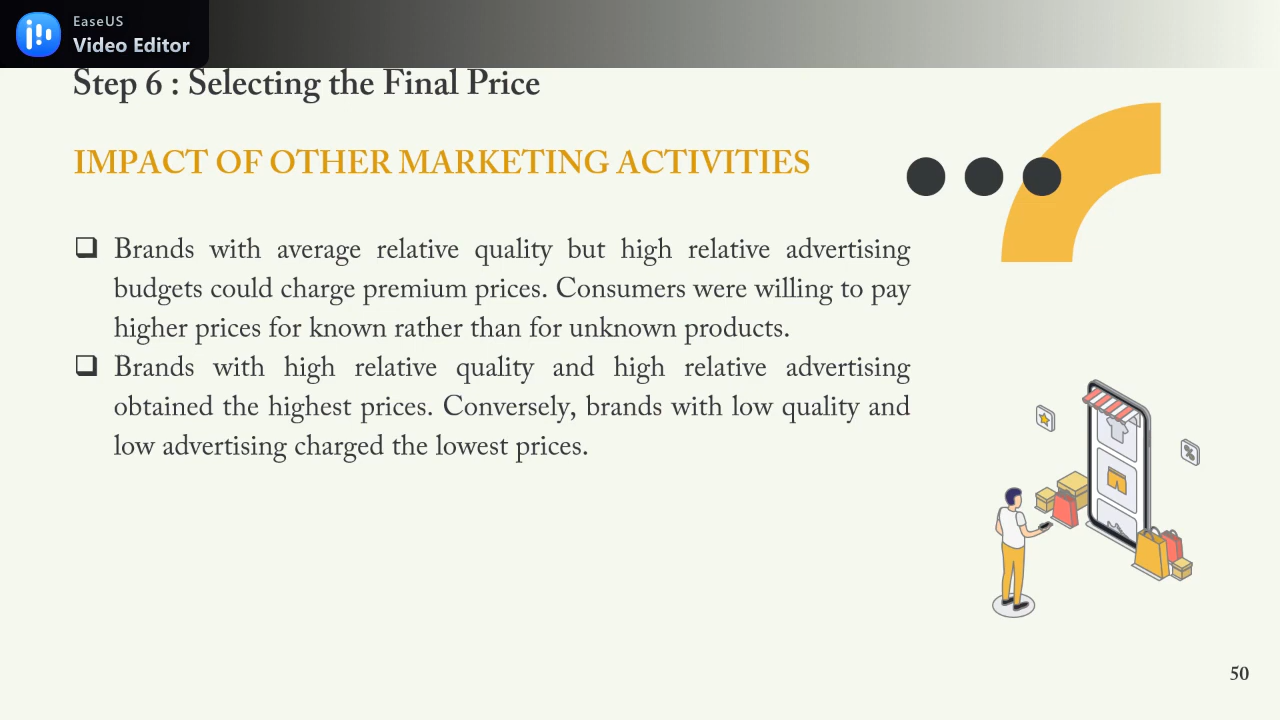 EaseUS
Video Editor
Step 6 : Selecting the Final Price
IMPACT OF OTHER MARKETING ACTIVITIES
Brands with average relative quality but high relative advertising
budgets could charge premium prices. Consumers were willing to pay
higher prices for known rather than for unknown products.
Brands with high relative quality and high relative advertising
obtained the highest prices. Conversely, brands with low quality and
low advertising charged the lowest prices.
%
50